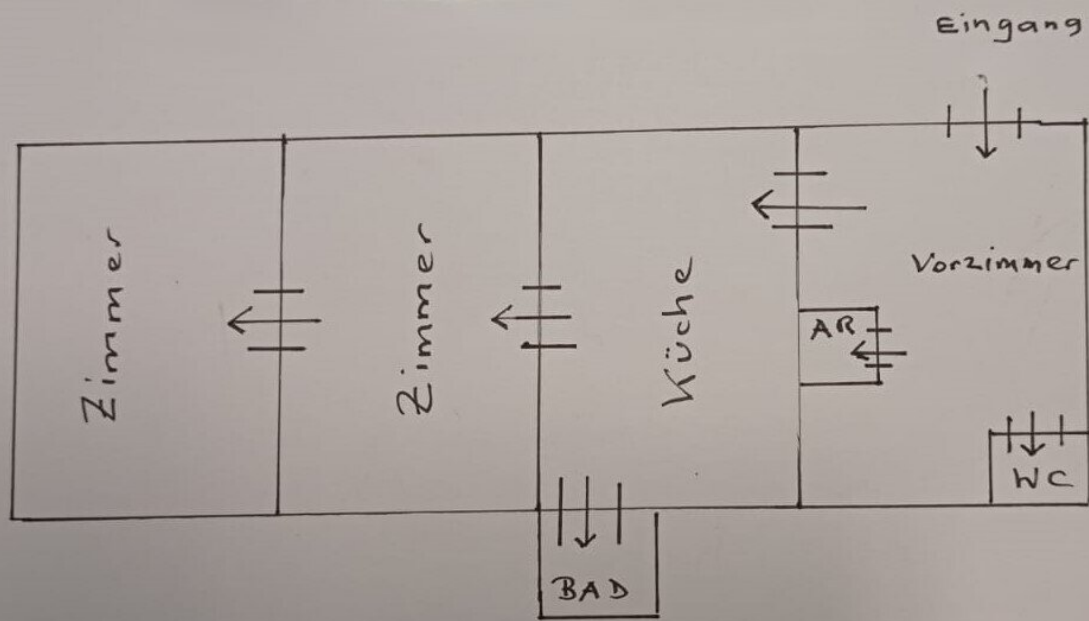 Eingang
Zimmer
Zimmer
Küche
Vorzimmer
AR
WC
BAD